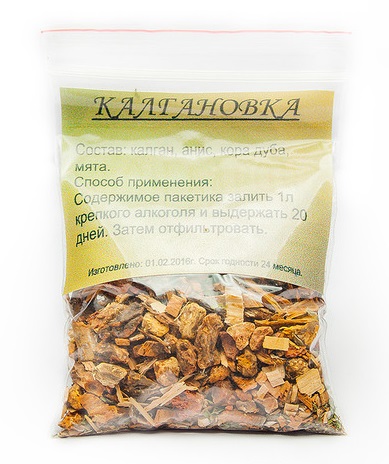 КАЛГАНОВКА
Состав: калган, анис, кора дуба,
мята.
Способ применения:
Содержимое пакетика залить 1л
крепкого алкоголя и выдержать 20
дней. Затем отфильтровать.
Изготовлено: 01.02.2016г. Срок годности 24 месяца.